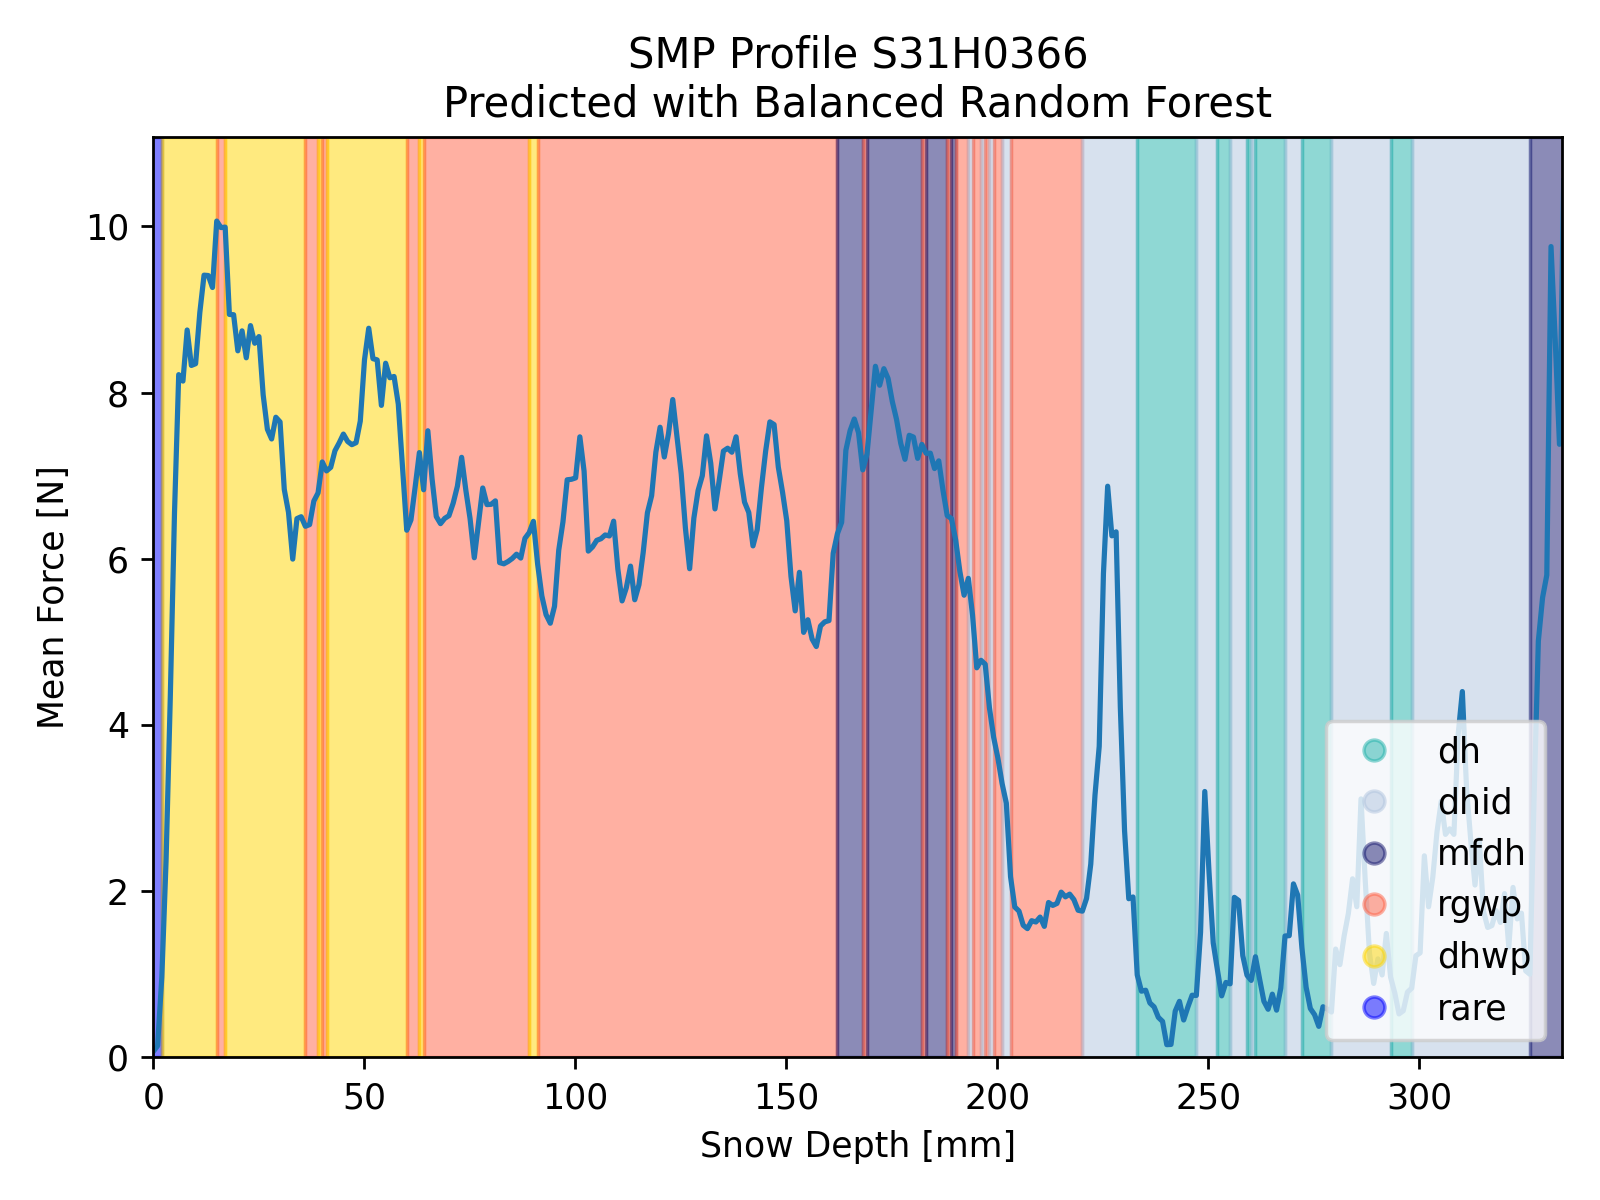 SMP Profile S31H0366
Predicted with Balanced Random Forest
Mean Force [N]
10
8
6
4
2
0
dh
dhid
mfdh
rgwp
dhwp
rare
0 50 100 150 200 250 300
Snow Depth [mm]